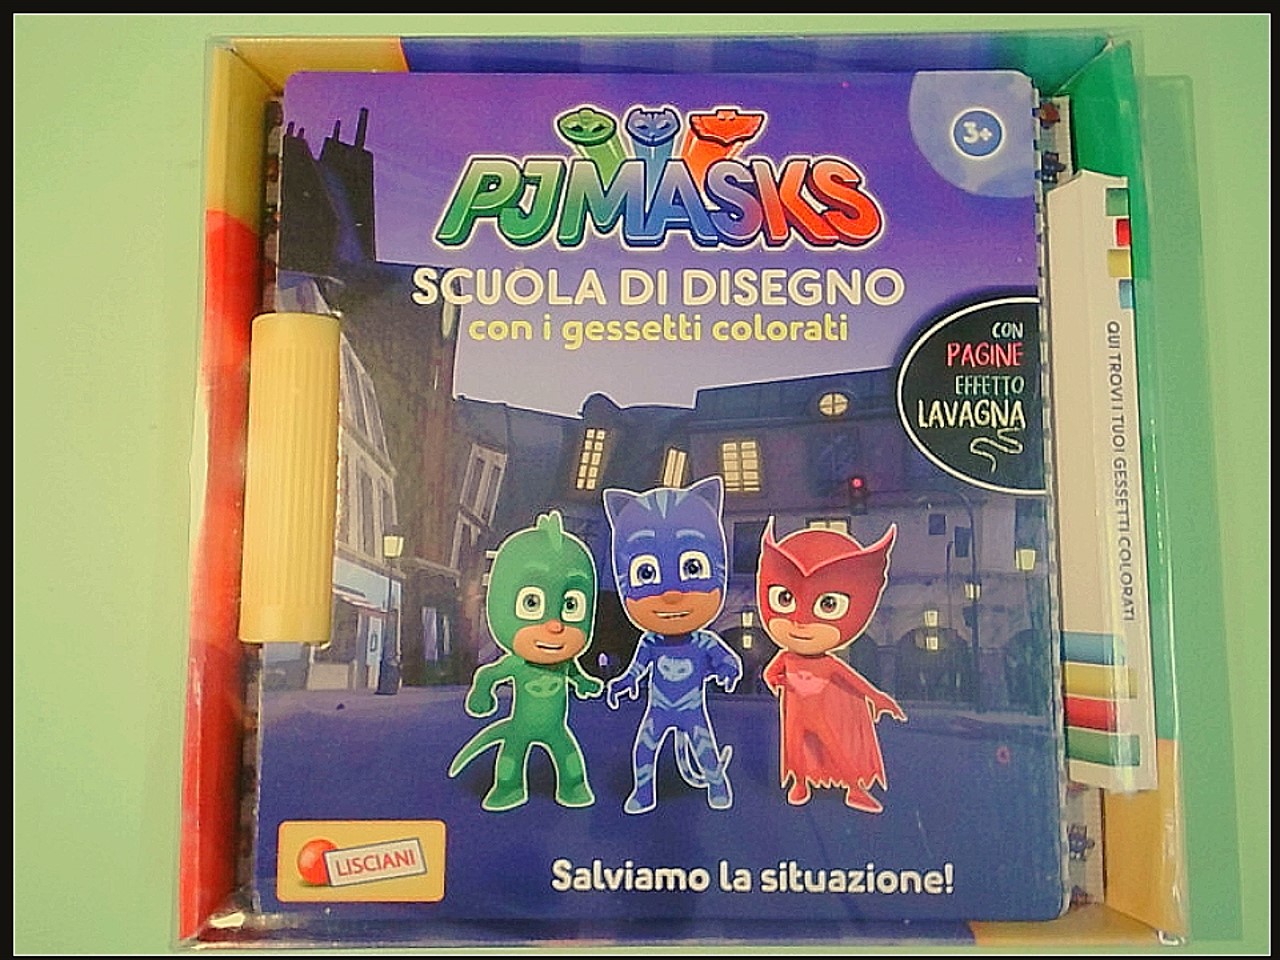 3+
PJMASKS
SCUOLA DI DISEGNO
con i gessetti colorati
CON
PAGINE
EFFETTO
LAVAGNA
QUI TROVI I TUOI GESSETTI COLORATI
LISCIANI
Salviamo la situazione!